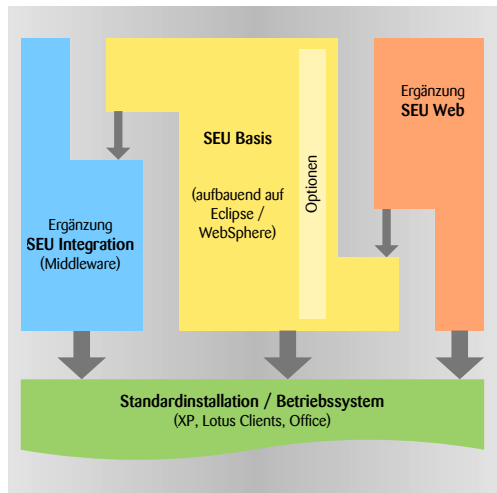 Ergänzung
SEU Integration
(Middleware)
SEU Basis
(aufbauend auf
Eclipse /
WebSphere)
Optionen
Ergänzung
SEU Web
Standardinstallation / Betriebssystem
(XP, Lotus Clients, Office)